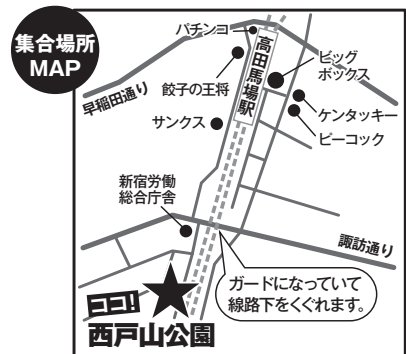 集合場所
MAP
パチンコ
高田馬場駅
ビッグ
ボックス
早稲田通り
餃子の王将
ケンタッキー
サンクス
ピーコック
新宿労働
総合庁舎
諏訪通り
ガードになっていて
線路下をくぐれます。
ココ!
西戸山公園